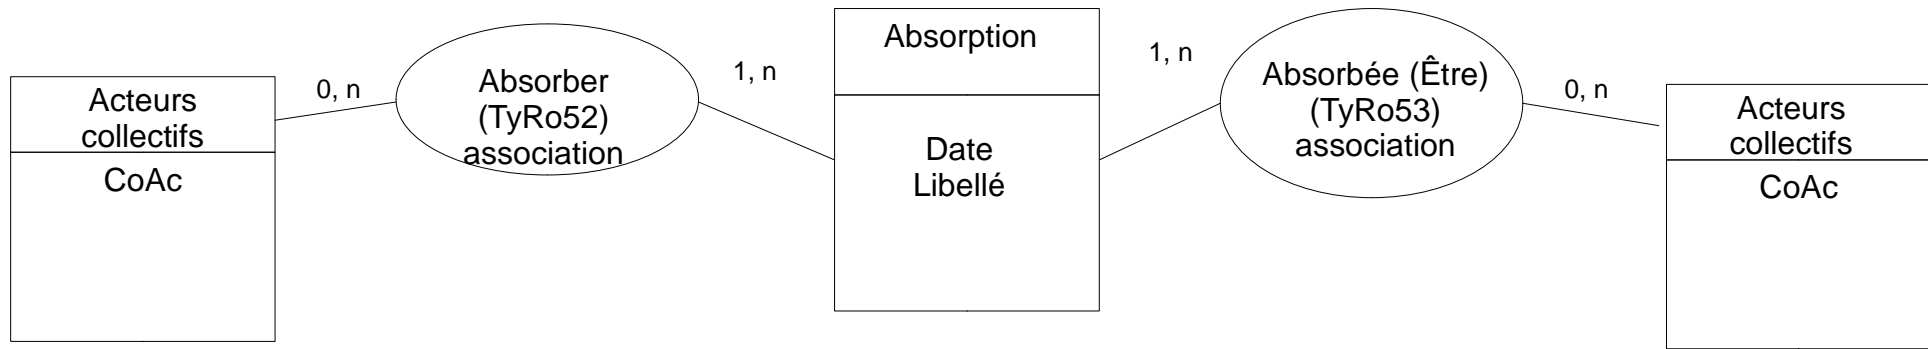 Acteurs
collectifs
CoAc
0, n
Absorber
(TyRo52)
association
1, n
Absorption
Date
Libellé
1, n
Absorbée (Être)
(TyRo53)
association
0, n
Acteurs
collectifs
CoAc